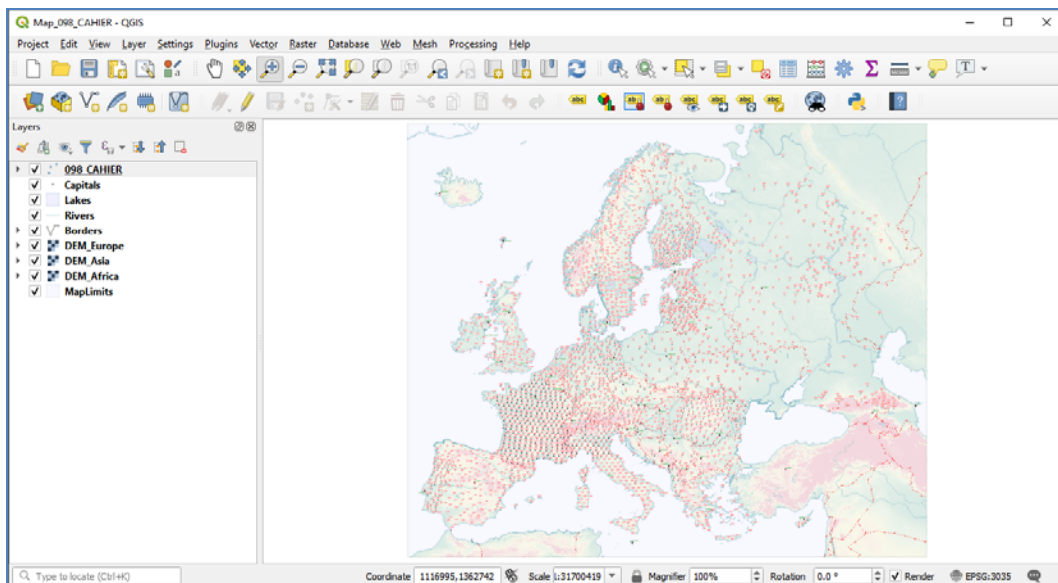 Map_098_CAHIER - QGIS
Project Edit View Layer Settings Plugins Vector Raster Database Web Mesh Processing Help
Layers
098_CAHIER
Capitals
Lakes
Rivers
Borders
DEM_Europe
DEM_Asia
DEM_Africa
MapLimits
Type to locate (Ctrl+K) Coordinate 1116995,1362742 Scale 1:31700419 Magnifier 100% Rotation 0.0 ° Render EPSG:3035